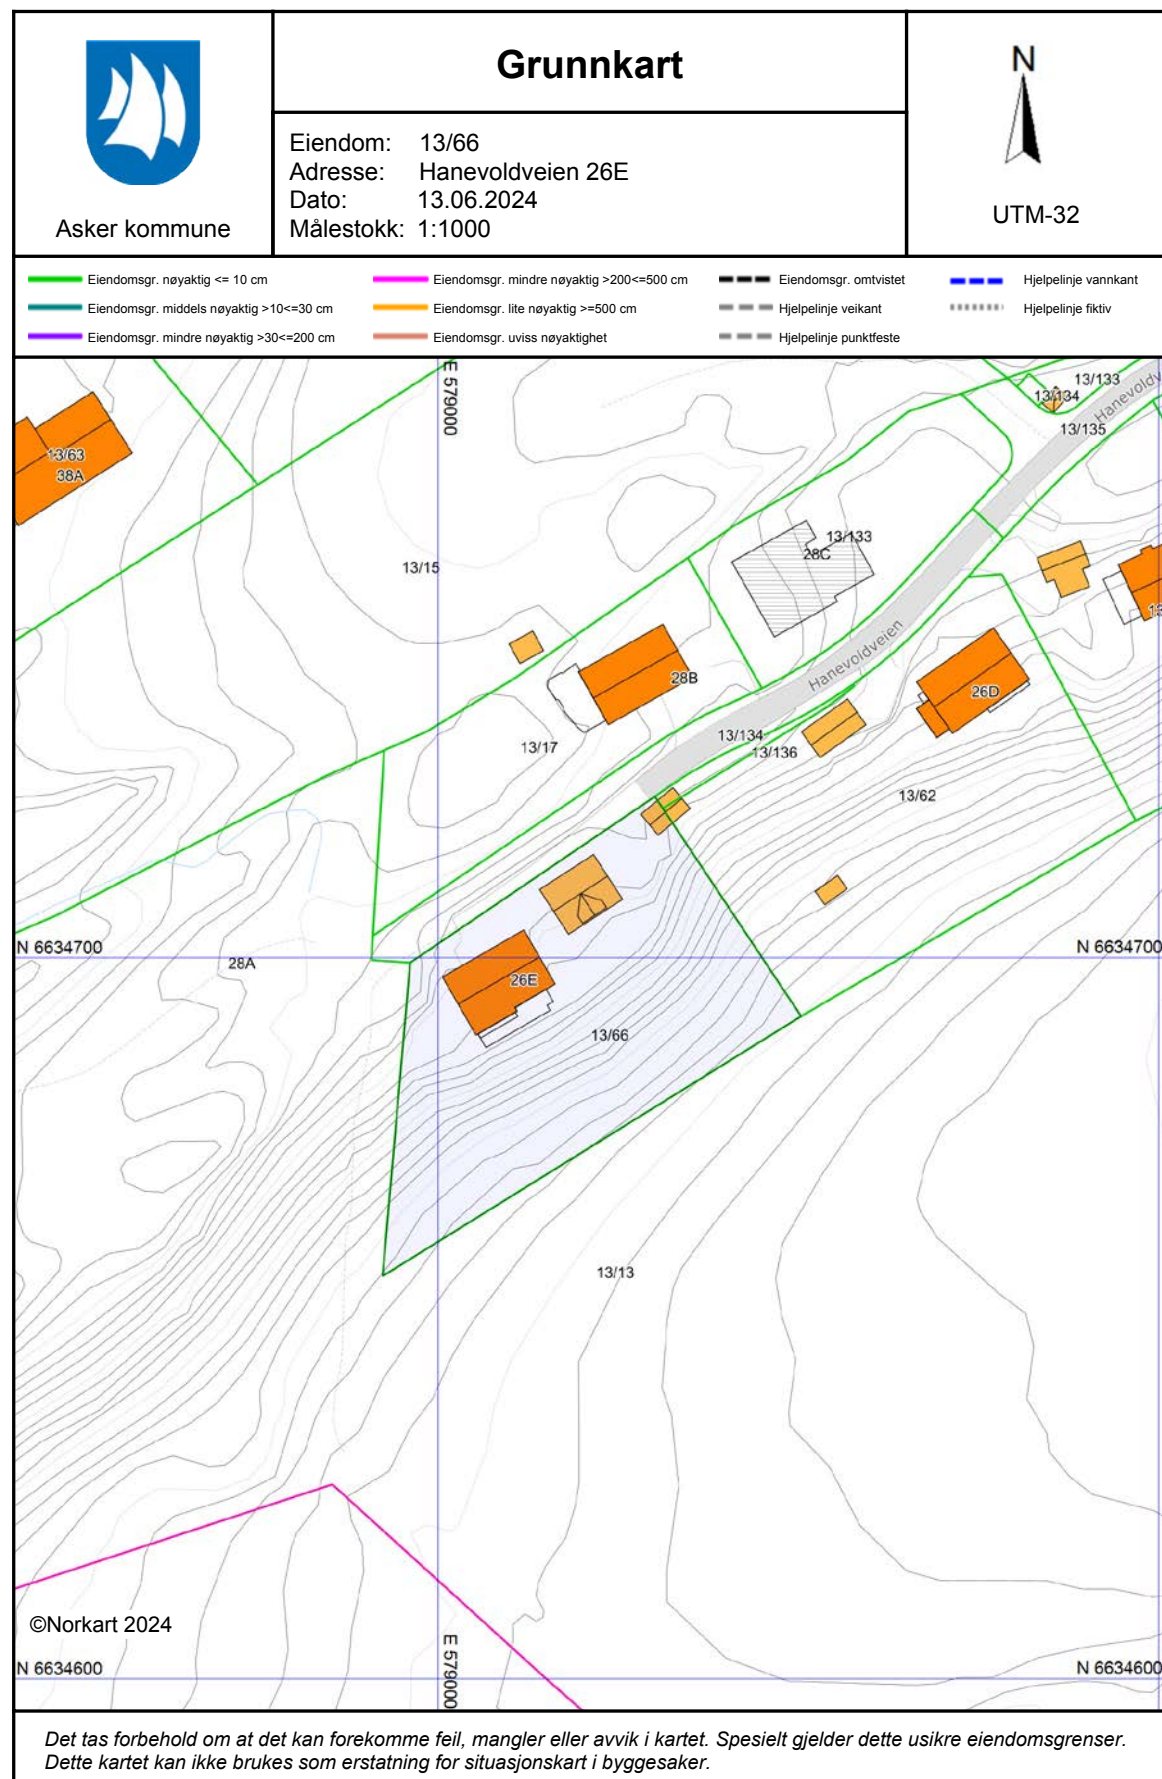 Grunnkart
Eiendom: 13/66
Adresse: Hanevoldveien 26E
Dato: 13.06.2024
Målestokk: 1:1000
Asker kommune
N
UTM-32
Eiendomsgr. nøyaktig <= 10 cm
Eiendomsgr. middels nøyaktig >10<=30 cm
Eiendomsgr. mindre nøyaktig >30<=200 cm
Eiendomsgr. mindre nøyaktig >200<=500 cm
Eiendomsgr. lite nøyaktig >=500 cm
Eiendomsgr. uviss nøyaktighet
Eiendomsgr. omtvistet
Hjelpelinje veikant
Hjelpelinje punktfeste
Hjelpelinje vannkant
Hjelpelinje fiktiv
E 579000
13/133
13/134
Hanevoldv
13/135
13/63
38A
13/133
28C
13/15
Hanevoldveien
28B
26D
13/134
13/17
13/136
13/62
N 6634700
N 6634700
28A
26E
13/66
13/13
©Norkart 2024
E 579000
N 6634600
N 6634600
Det tas forbehold om at det kan forekomme feil, mangler eller avvik i kartet. Spesielt gjelder dette usikre eiendomsgrenser.
Dette kartet kan ikke brukes som erstatning for situasjonskart i byggesaker.